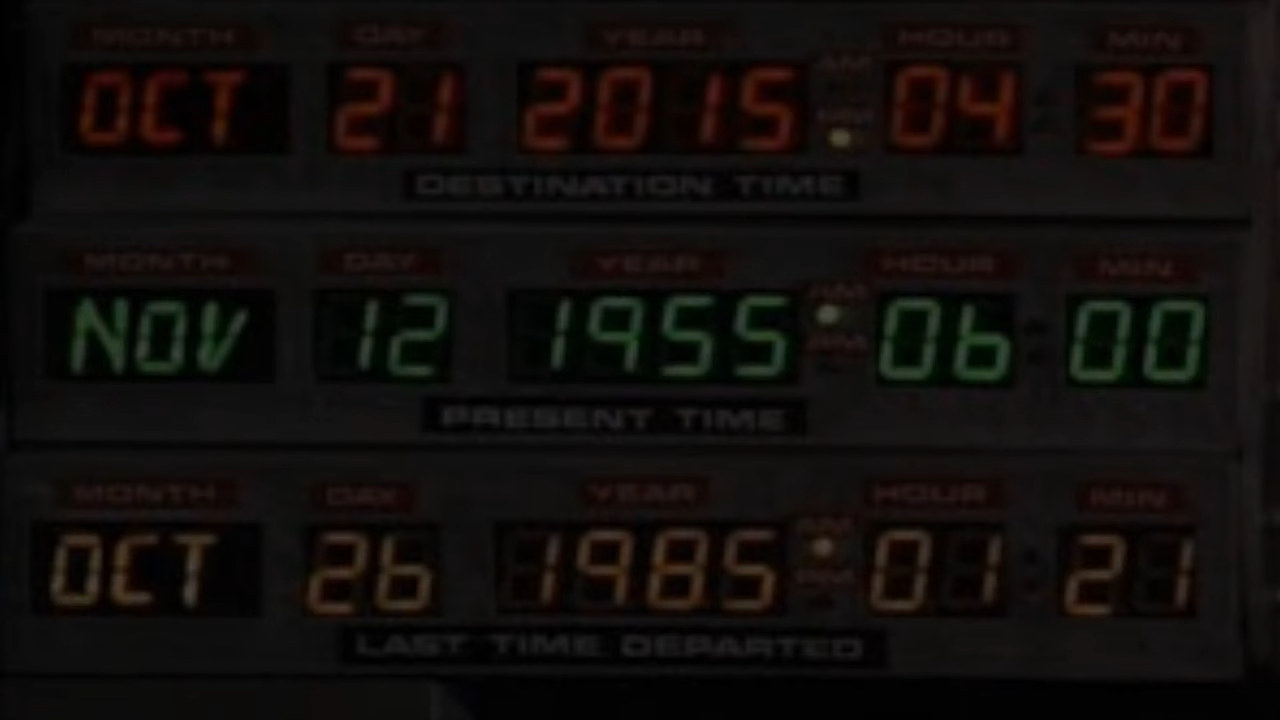 MONTH DAY YEAR HOUR MIN
AM
OCT 21 2015 04 30
PM
DESTINATION TIME
MONTH DAY YEAR HOUR MIN
AM
NOV 12 1955 06 00
PM
PRESENT TIME
MONTH DAY YEAR HOUR MIN
AM
OCT 26 1985 01 21
PM
LAST TIME DEPARTED